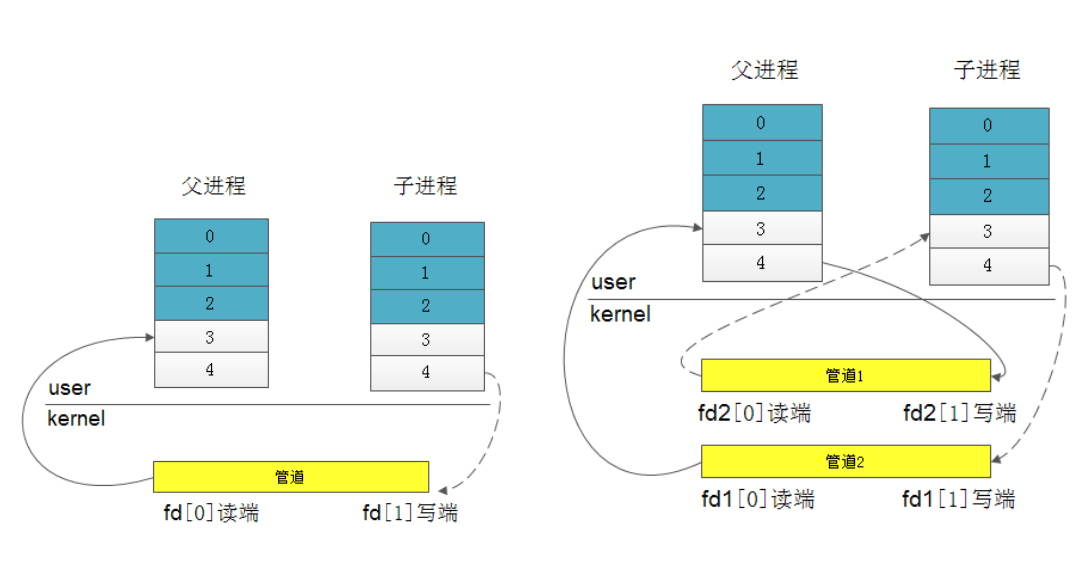 父进程
子进程
0
1
2
3
4
0
1
2
3
4
user
kernel
管道
fd[0]读端
fd[1]写端
父进程
子进程
0
1
2
3
4
0
1
2
3
4
user
kernel
管道1
fd2[0]读端
fd2[1]写端
管道2
fd1[0]读端
fd1[1]写端